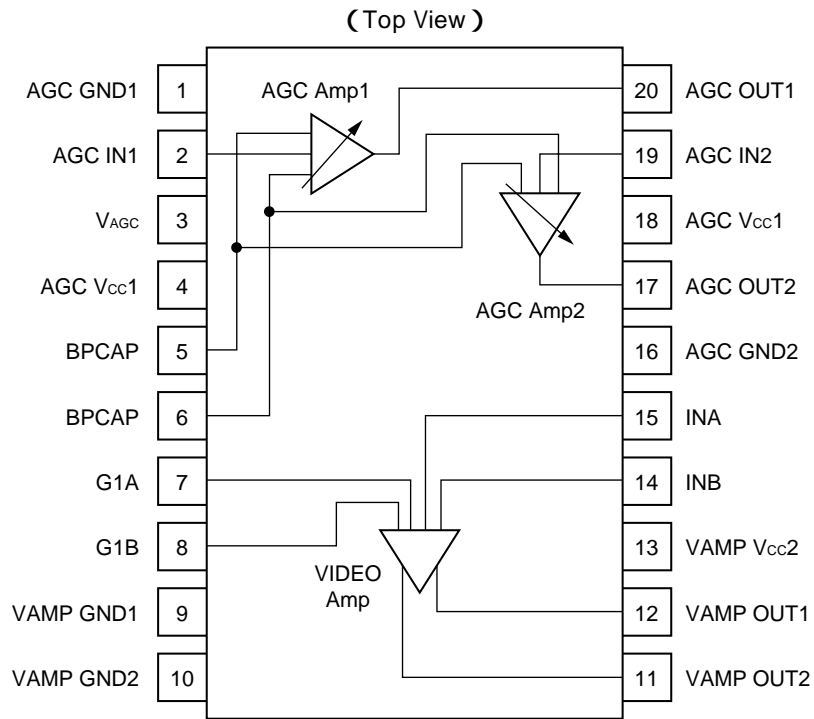 (Top View)
AGC GND1 1
AGC IN1 2
VAGC 3
AGC VCC1 4
BPCAP 5
BPCAP 6
G1A 7
G1B 8
VAMP GND1 9
VAMP GND2 10
AGC Amp1
AGC Amp2
VIDEO
Amp
20 AGC OUT1
19 AGC IN2
18 AGC VCC1
17 AGC OUT2
16 AGC GND2
15 INA
14 INB
13 VAMP VCC2
12 VAMP OUT1
11 VAMP OUT2